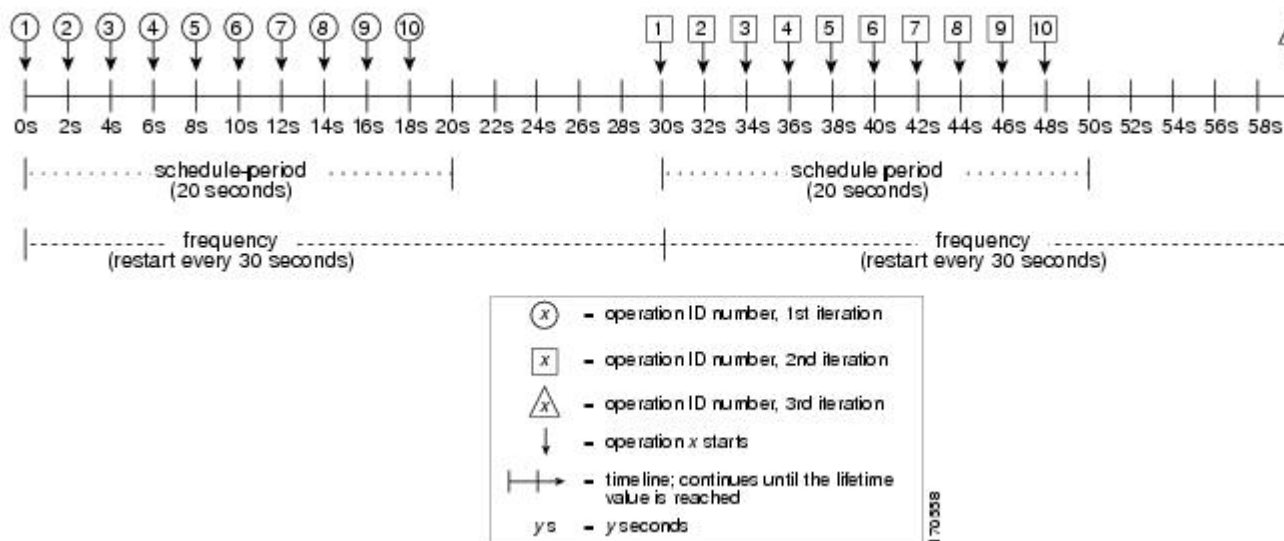 1 2 3 4 5 6 7 8 9 10 1 2 3 4 5 6 7 8 9 10
0s 2s 4s 6s 8s 10s 12s 14s 16s 18s 20s 22s 24s 26s 28s 30s 32s 34s 36s 38s 40s 42s 44s 46s 48s 50s 52s 54s 56s 58s
schedule-period
(20 seconds)
schedule period
(20 seconds)
frequency
(restart every 30 seconds)
frequency
(restart every 30 seconds)
x = operation ID number, 1st iteration
x = operation ID number, 2nd iteration
x = operation ID number, 3rd iteration
= operation x starts
= timeline; continues until the lifetime
value is reached
y s = y seconds
170558